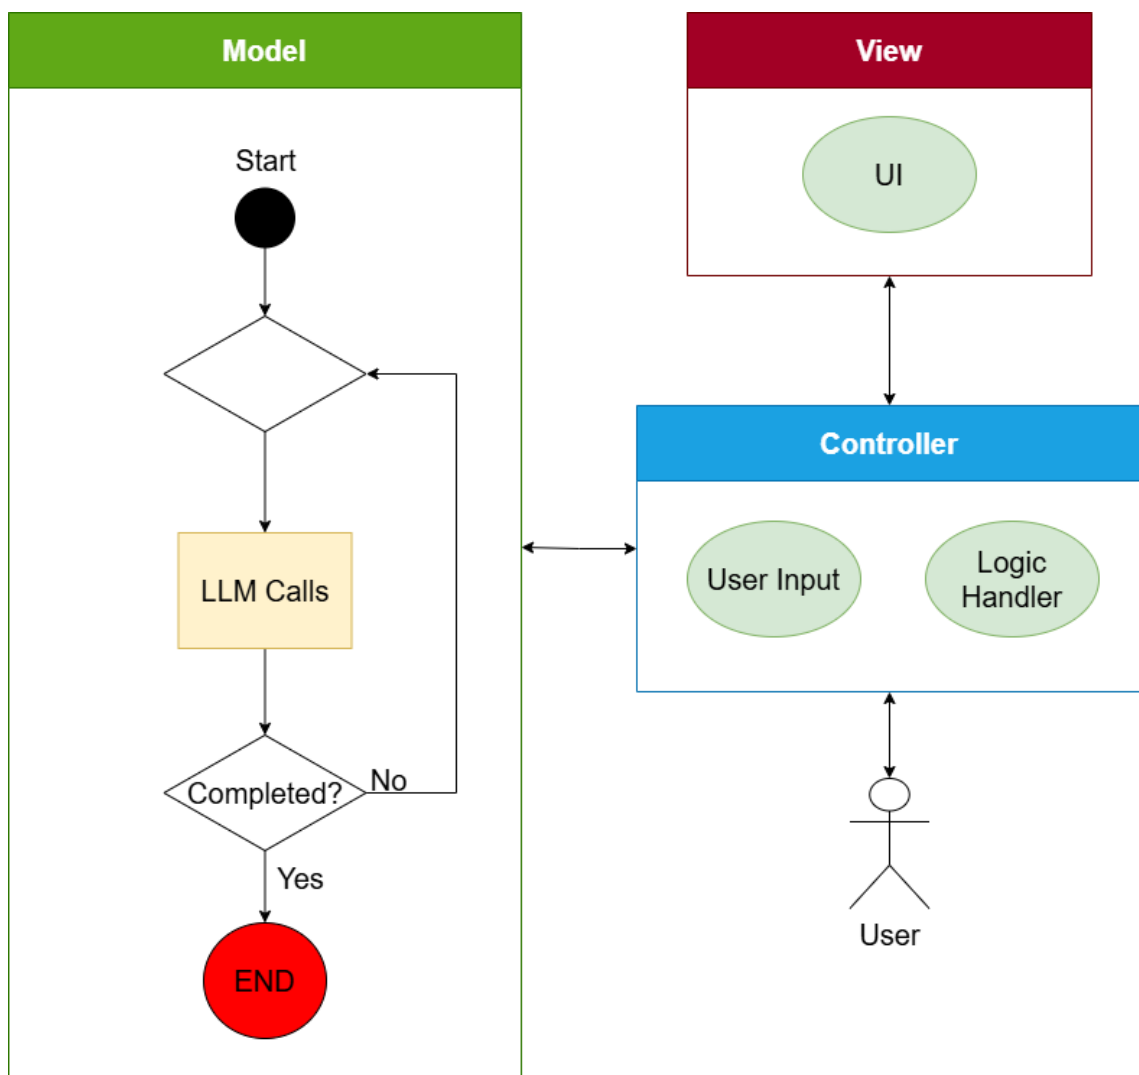 Model
Start
LLM Calls
Completed?
No
Yes
END
View
UI
Controller
User Input
Logic
Handler
User